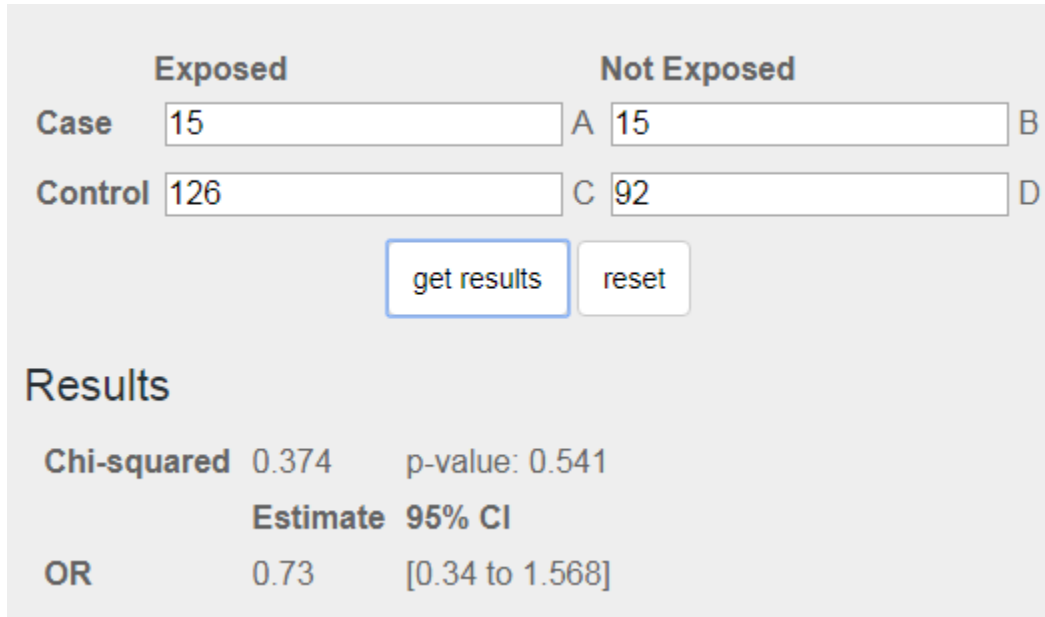 Exposed Not Exposed
Case 15 A 15 B
Control 126 C 92 D
get results reset
Results
Chi-squared 0.374 p-value: 0.541
Estimate 95% CI
OR 0.73 [0.34 to 1.568]